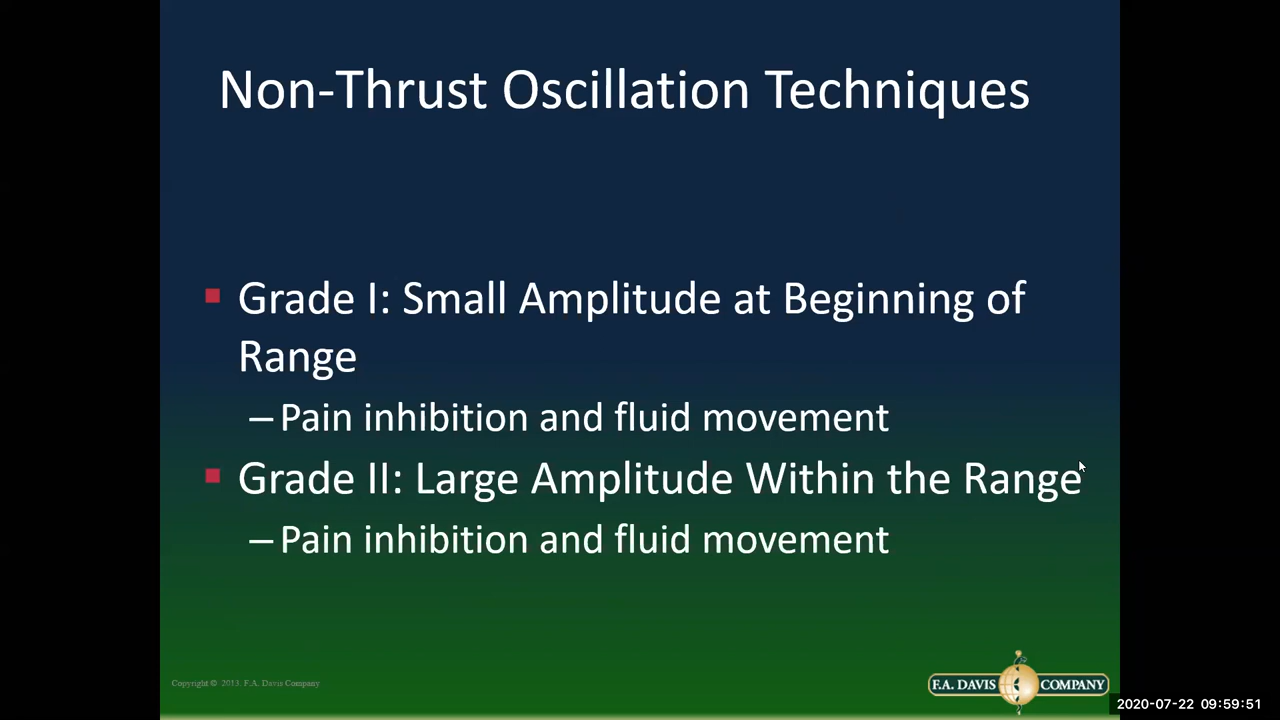 Non-Thrust Oscillation Techniques
Grade I: Small Amplitude at Beginning of
Range
–Pain inhibition and fluid movement
Grade II: Large Amplitude Within the Range
–Pain inhibition and fluid movement
Copyright © 2013. F.A. Davis Company
F.A. DAVIS COMPANY
2020-07-22 09:59:51